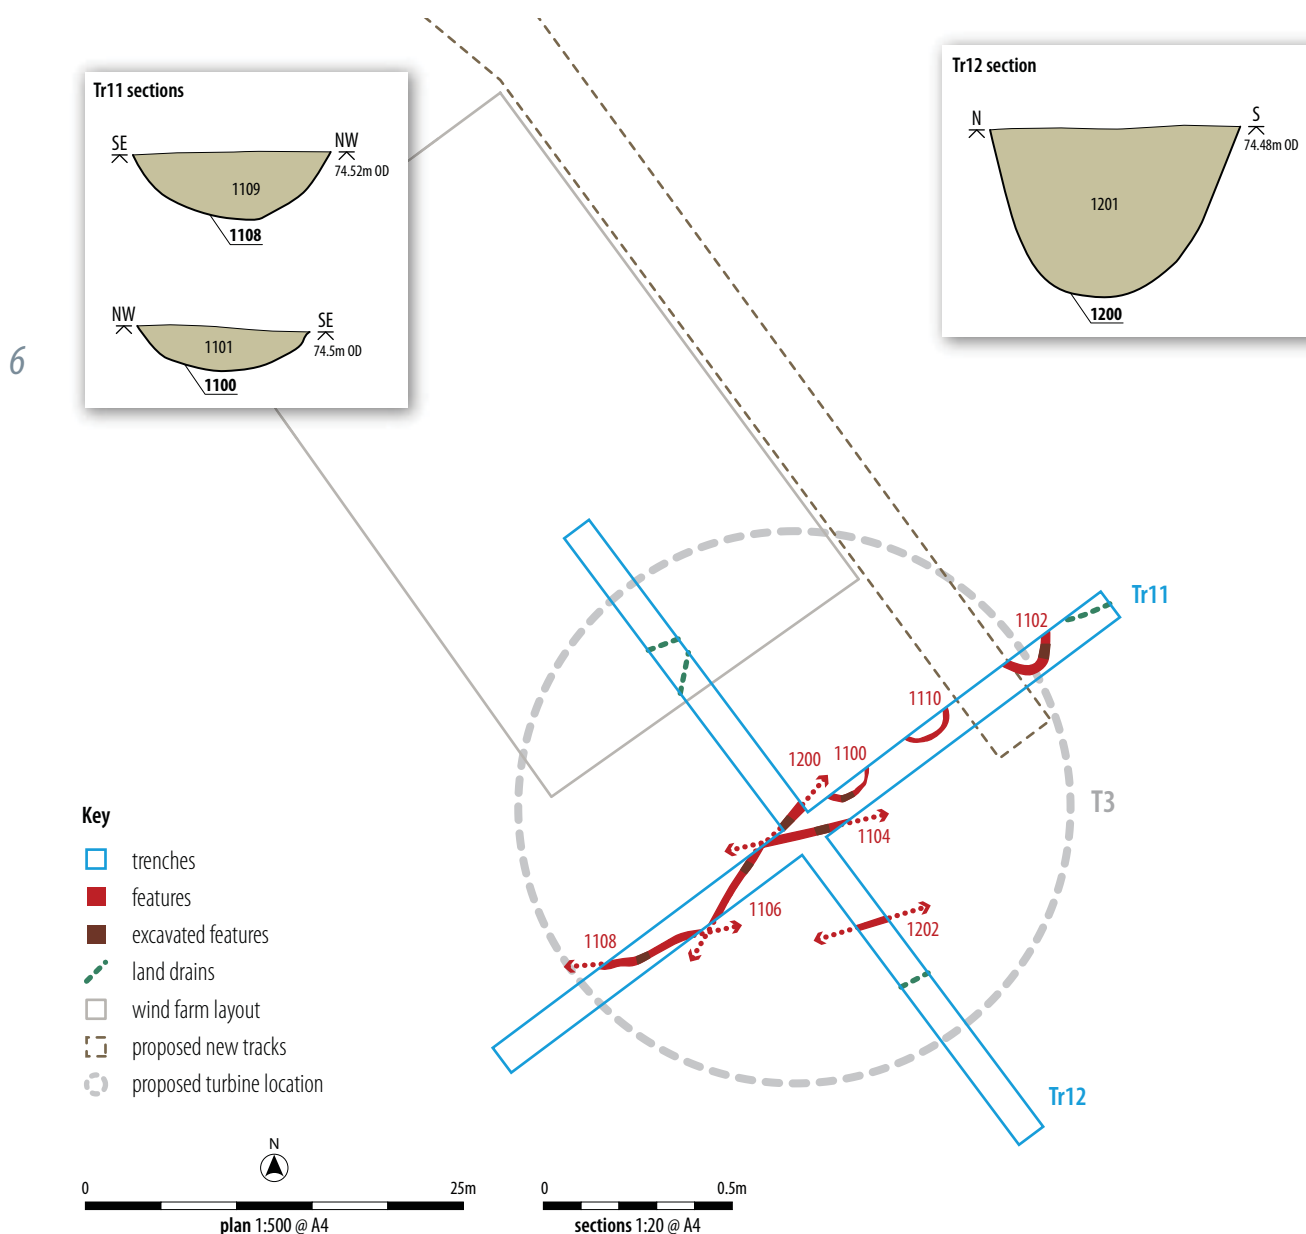 Tr11 sections
SE
NW
74.52m OD
1109
1108
NW
SE
74.5m OD
1101
1100
Tr12 section
N
S
74.48m OD
1201
1200
6
Tr11
1102
1110
1100
1200
T3
1104
1106
1202
1108
Tr12
Key
trenches
features
excavated features
land drains
wind farm layout
proposed new tracks
proposed turbine location
N
0 25m
plan 1:500 @ A4
0 0.5m
sections 1:20 @ A4